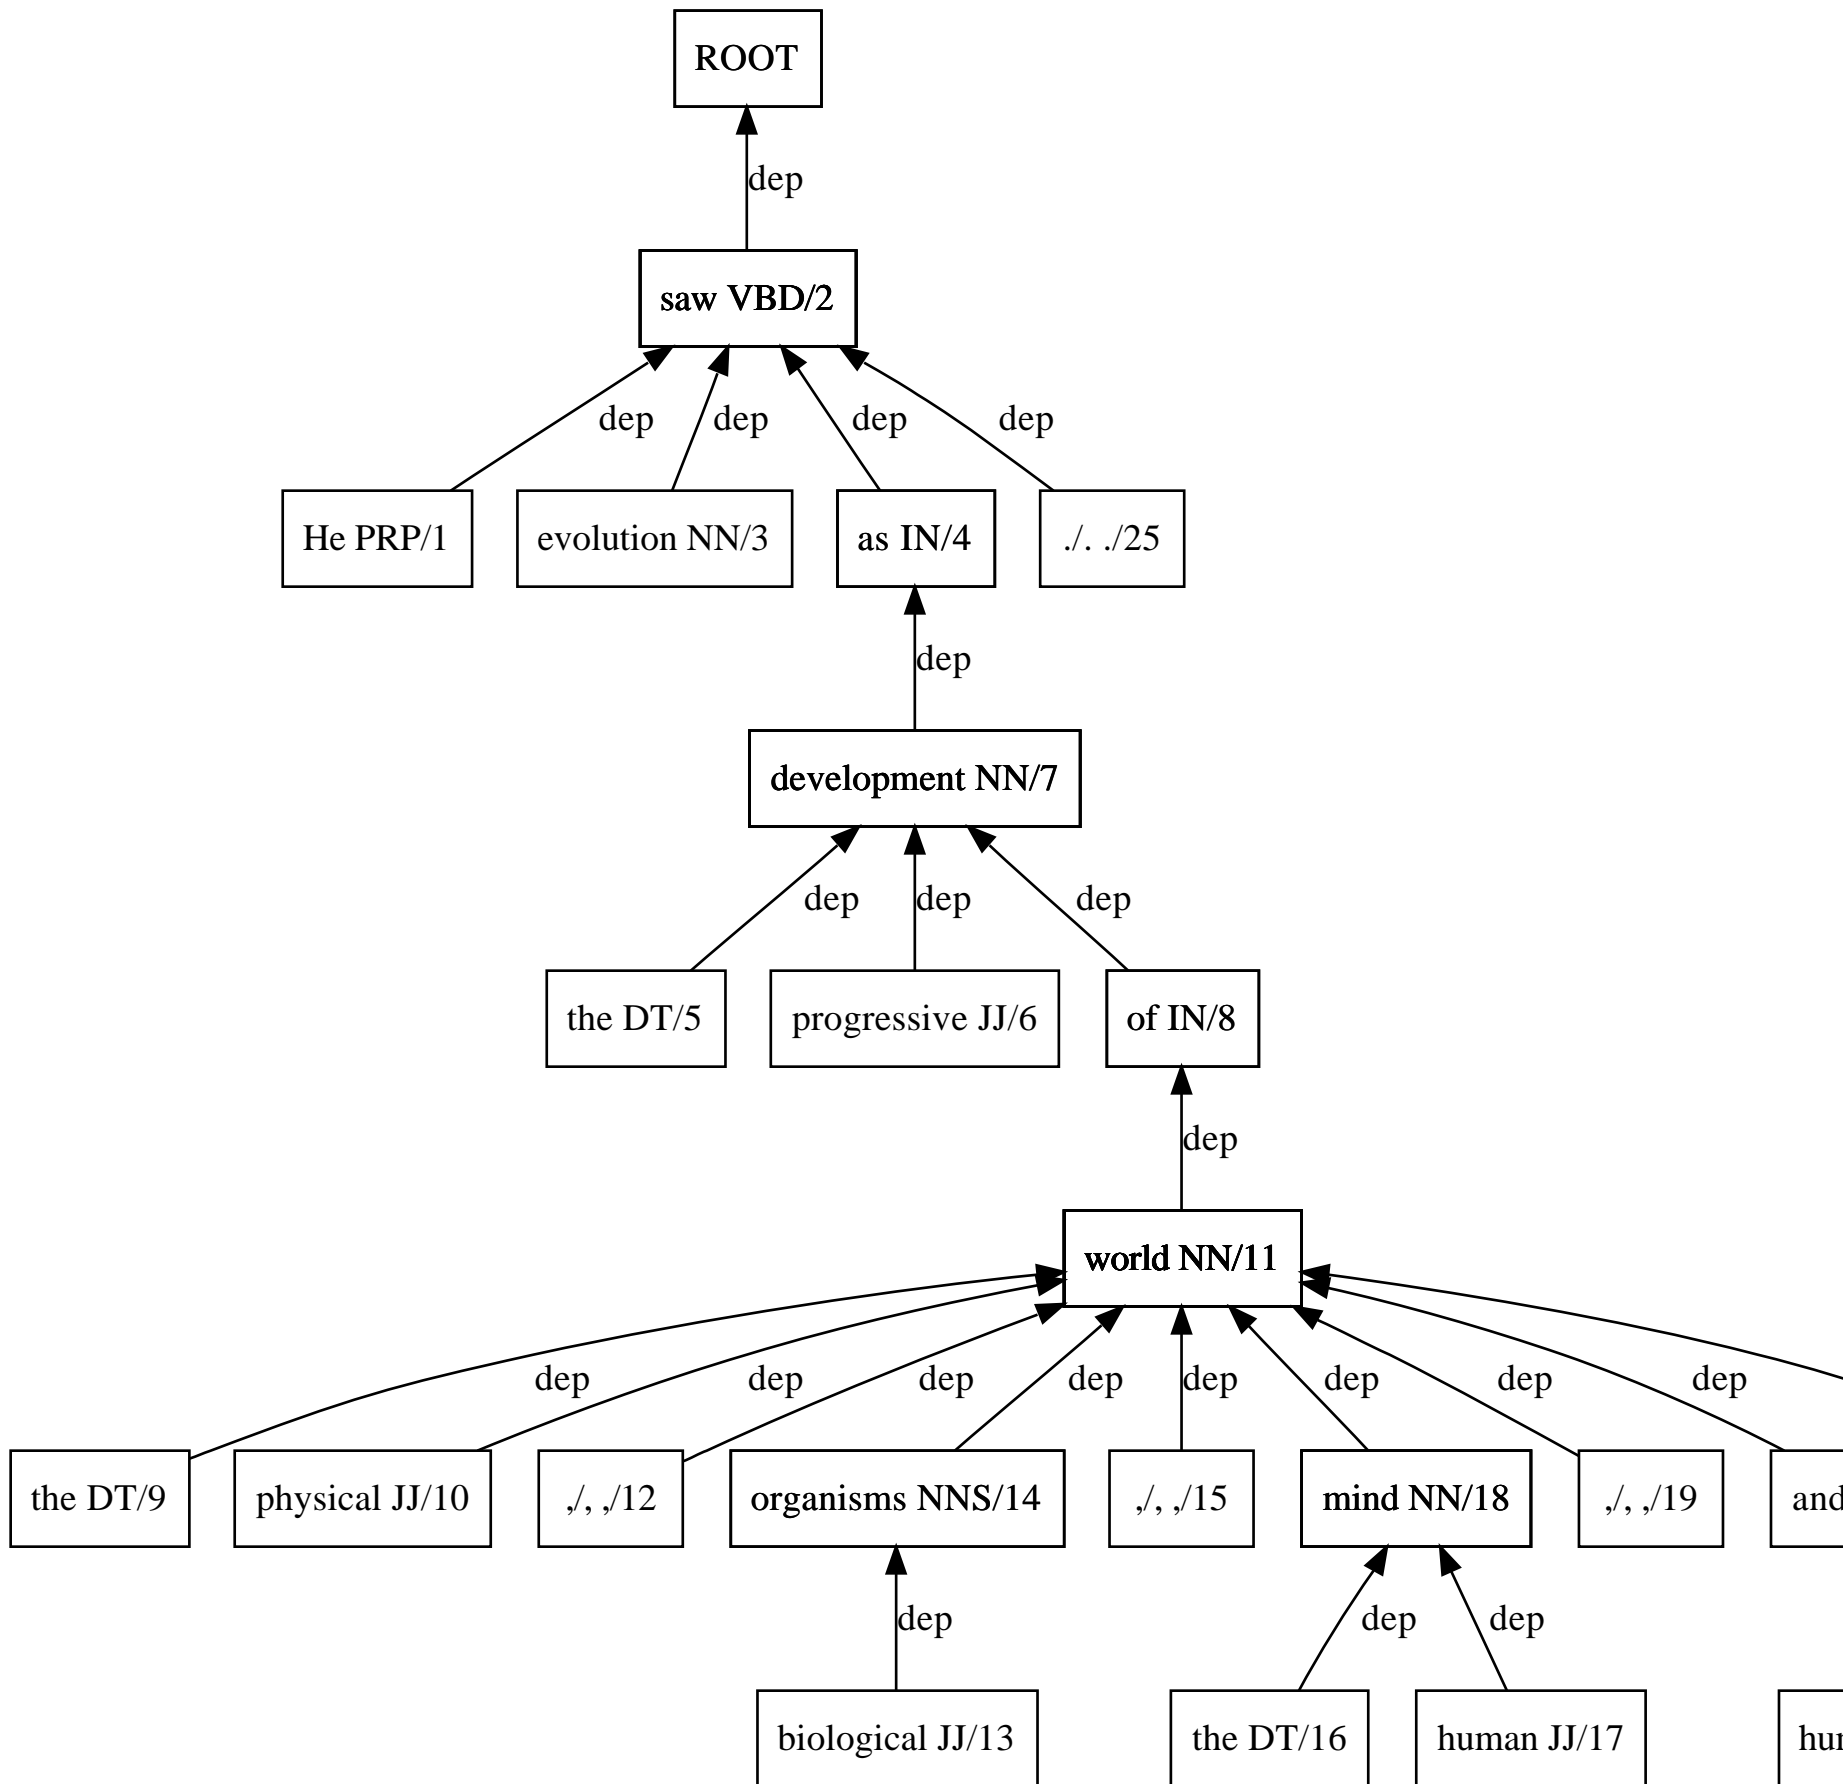 ROOT
dep
saw VBD/2
dep dep dep dep
He PRP/1 evolution NN/3 as IN/4 ./. ./25
dep
development NN/7
dep dep dep
the DT/5 progressive JJ/6 of IN/8
dep
world NN/11
dep dep dep dep dep dep dep dep
the DT/9 physical JJ/10 ,/, ,/12 organisms NNS/14 ,/, ,/15 mind NN/18 ,/, ,/19 and
dep dep dep
biological JJ/13 the DT/16 human JJ/17